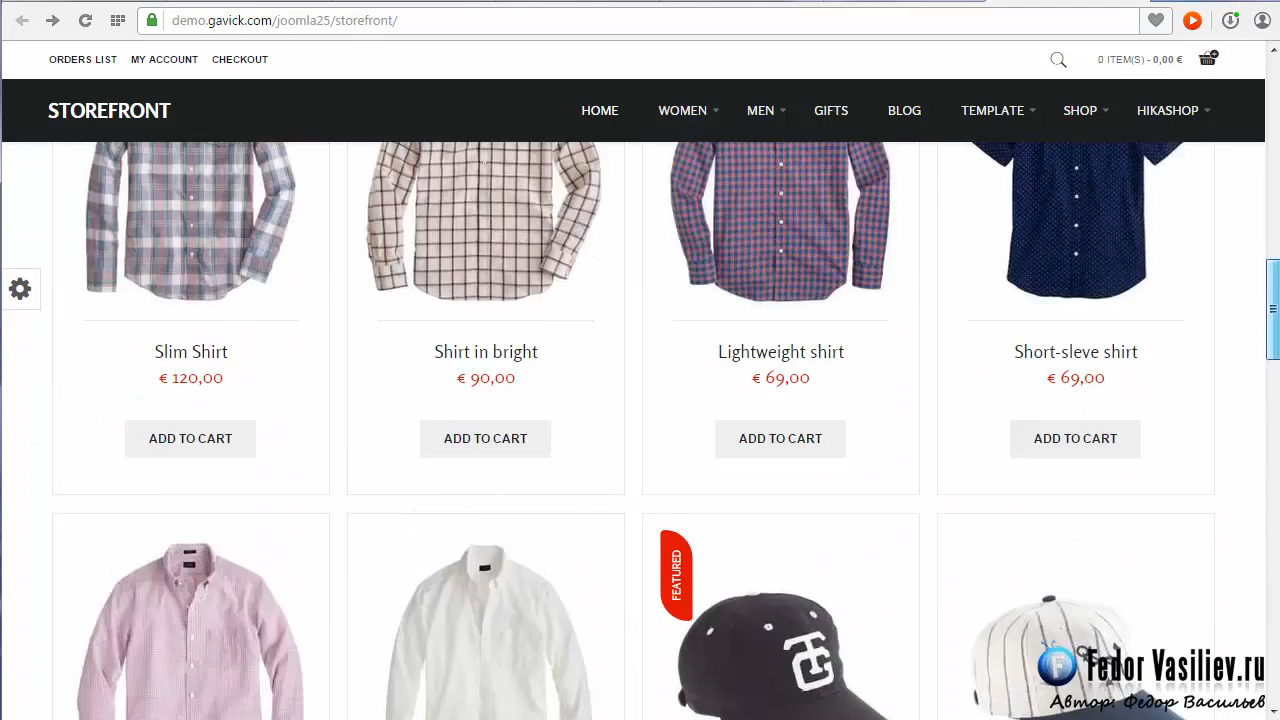 demo.gavick.com/joomla25/storefront/
ORDERS LIST MY ACCOUNT CHECKOUT
0 ITEM(S) - 0,00 €
STOREFRONT
HOME WOMEN MEN GIFTS BLOG TEMPLATE SHOP HIKASHOP
Slim Shirt
€ 120,00
ADD TO CART
Shirt in bright
€ 90,00
ADD TO CART
Lightweight shirt
€ 69,00
ADD TO CART
Short-sleve shirt
€ 69,00
ADD TO CART
FEATURED
Fedor Vasiliev.ru
Автор: Федор Васильев